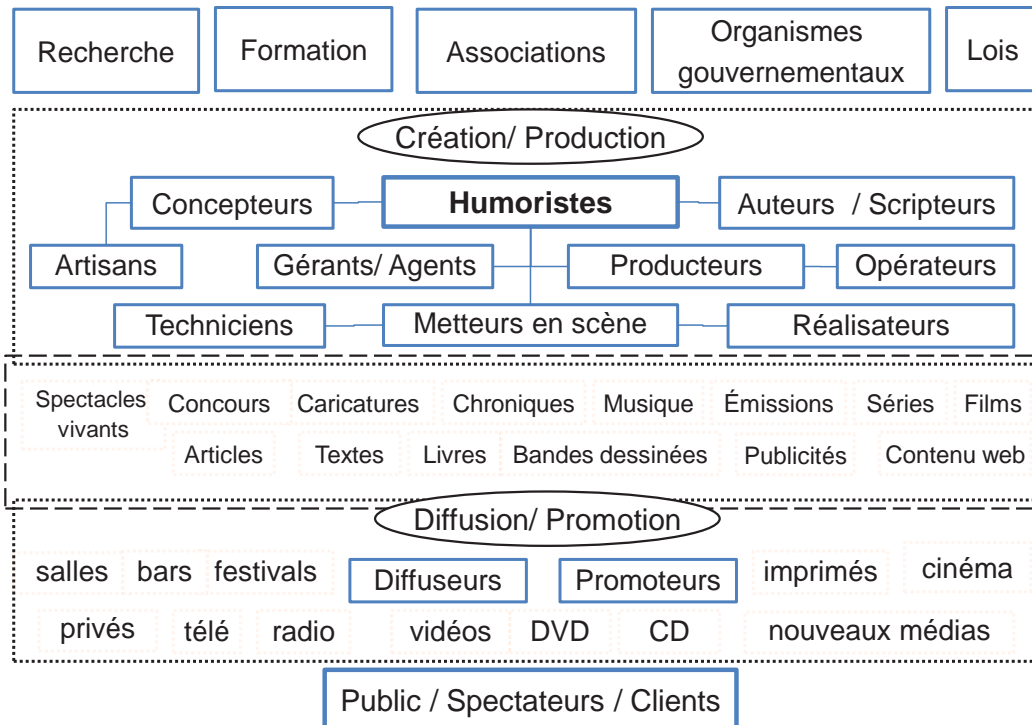 Recherche
Formation
Associations
Organismes
gouvernementaux
Lois
Création/ Production
Concepteurs
Humoristes
Auteurs / Scripteurs
Artisans
Gérants/ Agents
Producteurs
Opérateurs
Techniciens
Metteurs en scène
Réalisateurs
Spectacles
vivants
Concours
Caricatures
Chroniques
Musique
Émissions
Séries
Films
Articles
Textes
Livres
Bandes dessinées
Publicités
Contenu web
Diffusion/ Promotion
salles
bars
festivals
Diffuseurs
Promoteurs
imprimés
cinéma
privés
télé
radio
vidéos
DVD
CD
nouveaux médias
Public / Spectateurs / Clients